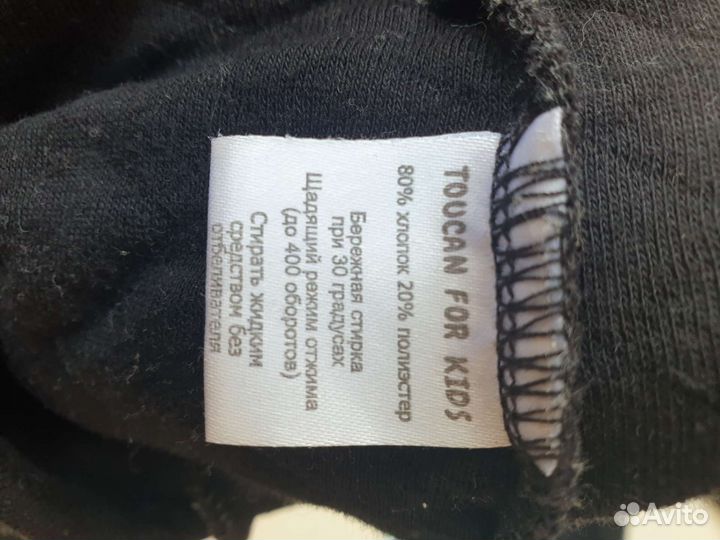 TOUCAN FOR KIDS
80% хлопок 20% полиэстер
Бережная стирка
при 30 градусах
Щадящий режим отжима
(до 400 оборотов)
Стирать жидким
средством без
отбеливателя
Avito